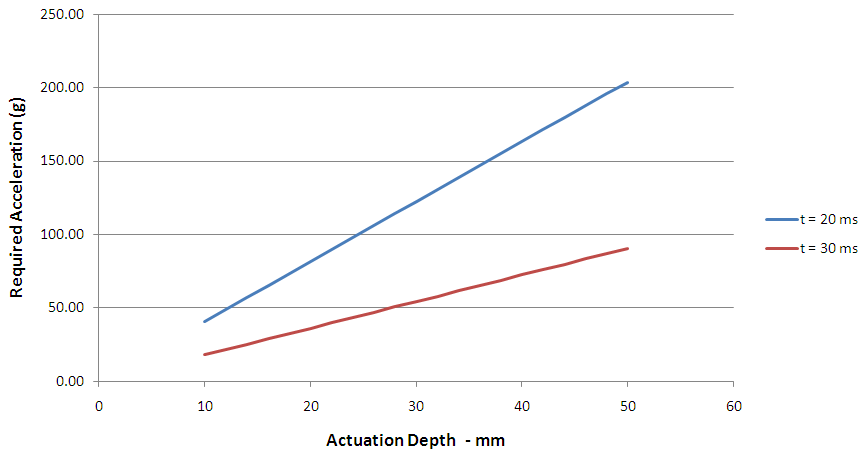 250.00
200.00
150.00
100.00
50.00
0.00
Required Acceleration (g)
0 10 20 30 40 50 60
Actuation Depth - mm
t = 20 ms
t = 30 ms